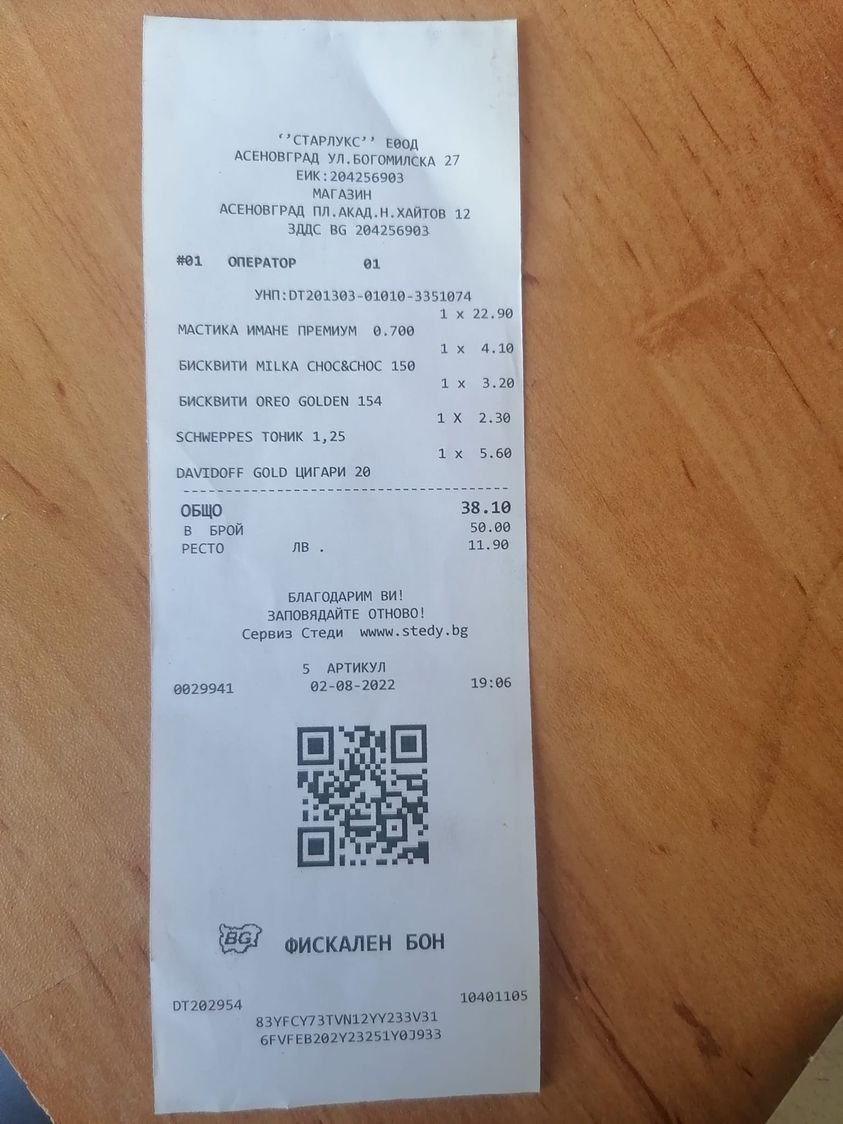 ‘’СТАРЛУКС’’ ЕООД
АСЕНОВГРАД УЛ.БОГОМИЛСКА 27
ЕИК:204256903
МАГАЗИН
АСЕНОВГРАД ПЛ.АКАД.Н.ХАЙТОВ 12
ЗДДС BG 204256903
#01 ОПЕРАТОР 01
УНП:DT201303-01010-3351074
1 x 22.90
МАСТИКА ИМАНЕ ПРЕМИУМ 0.700
1 x 4.10
БИСКВИТИ MILKA CHOC&CHOC 150
1 x 3.20
БИСКВИТИ OREO GOLDEN 154
1 X 2.30
SCHWEPPES ТОНИК 1,25
1 x 5.60
DAVIDOFF GOLD ЦИГАРИ 20
----------------------------------------
ОБЩО 38.10
В БРОЙ 50.00
РЕСТО ЛВ . 11.90
БЛАГОДАРИМ ВИ!
ЗАПОВЯДАЙТЕ ОТНОВО!
Сервиз Стеди wwww.stedy.bg
5 АРТИКУЛ
0029941 02-08-2022 19:06
BG ФИСКАЛЕН БОН
DT202954 10401105
83YFCY73TVN12YY233V31
6FVFEB202Y23251Y0J933